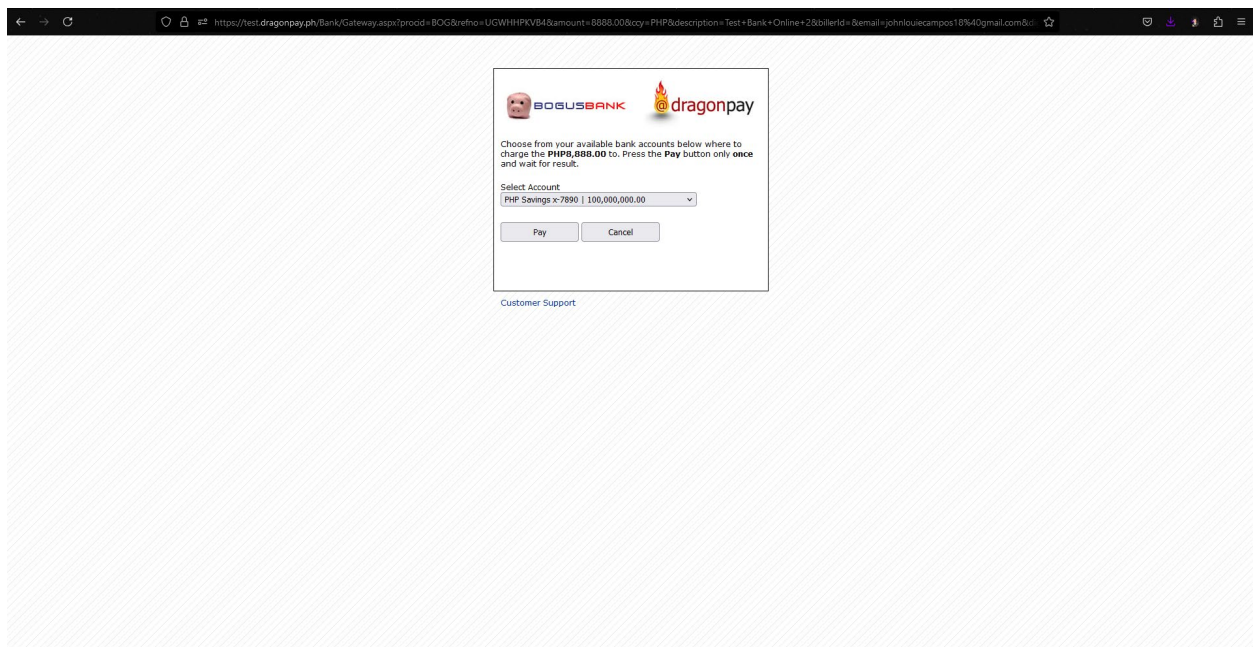 https://test.dragonpay.ph/Bank/Gateway.aspx?procid=BOG&refno=UGWHHPKVB4&amount=8888.00&ccy=PHP&description=Test+Bank+Online+2&billerId=&email=johnlouiecampos18%40gmail.com&d
BOGUSBANK
@ dragonpay
Choose from your available bank accounts below where to
charge the PHP8,888.00 to. Press the Pay button only once
and wait for result.
Select Account
PHP Savings x-7890 | 100,000,000.00
Pay Cancel
Customer Support